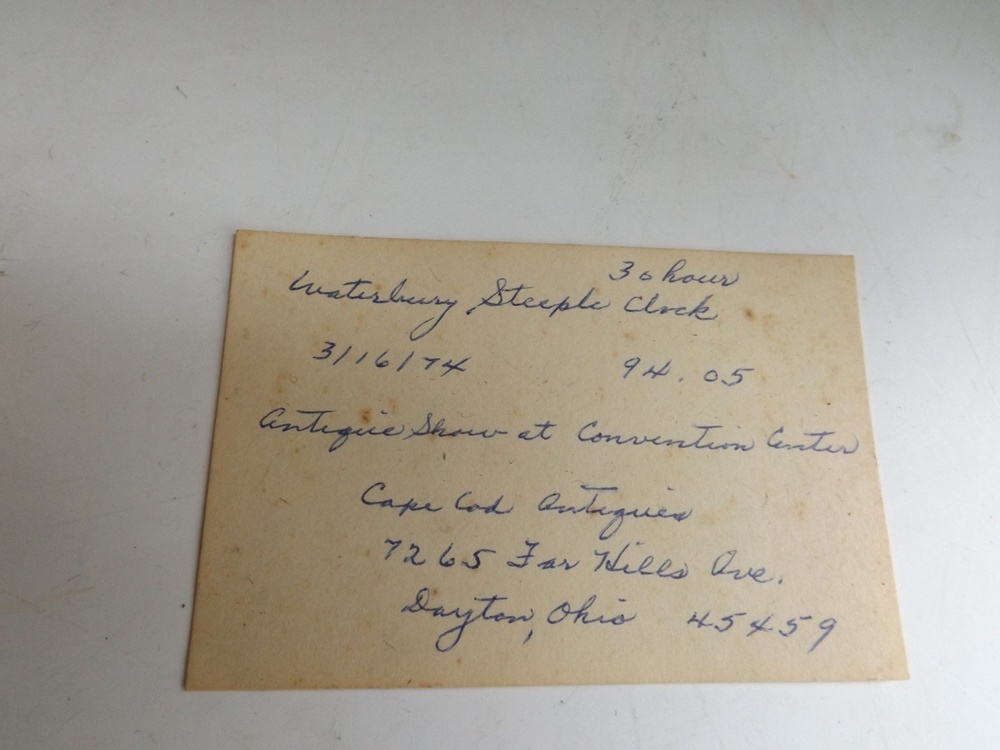 30 hour
Waterbury Steeple Clock
3/16/74 94.05
Antique Show at Convention Center
Cape Cod Antiques
7265 Far Hills Ave.
Dayton, Ohio 45459